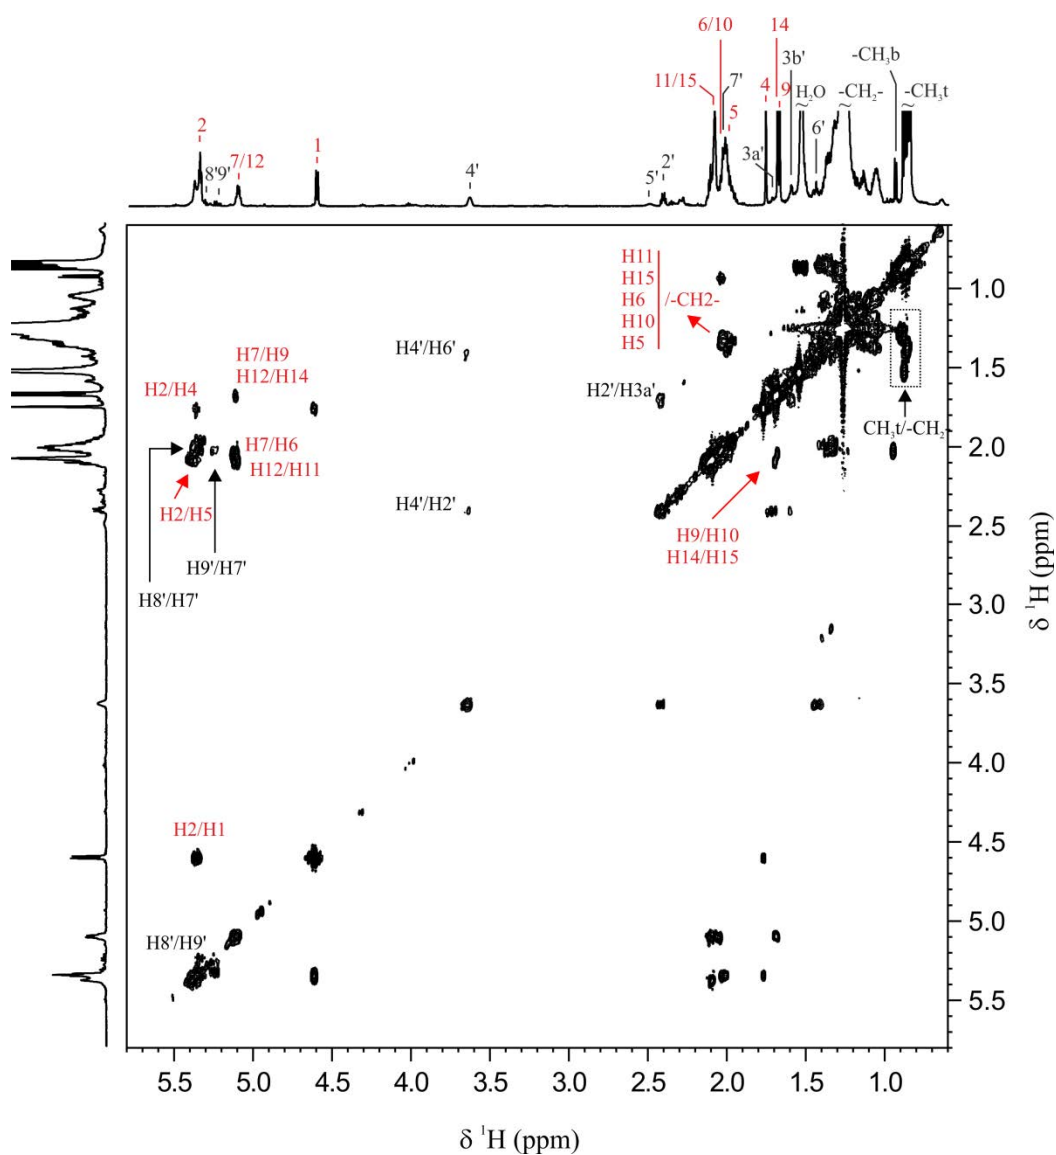 6/10 14
3b'
-CH₃b
11/15 7' 4 H₂O -CH₂- -CH₃t
2 5 9
8'9' 7/12 1 4' 5' 2' 3a' 6'
H11
H15
H6 /-CH2-
H10
H5
1.0
H4'/H6'
H7/H9
H12/H14
H2/H4
H2'/H3a'
1.5
CH₃t/-CH₂
H7/H6
H12/H11
2.0
H2/H5
H4'/H2'
2.5
H9/H10
H14/H15
H9'/H7'
H8'/H7'
3.0
δ ¹H (ppm)
3.5
4.0
H2/H1
4.5
H8'/H9'
5.0
5.5
5.5 5.0 4.5 4.0 3.5 3.0 2.5 2.0 1.5 1.0
δ ¹H (ppm)